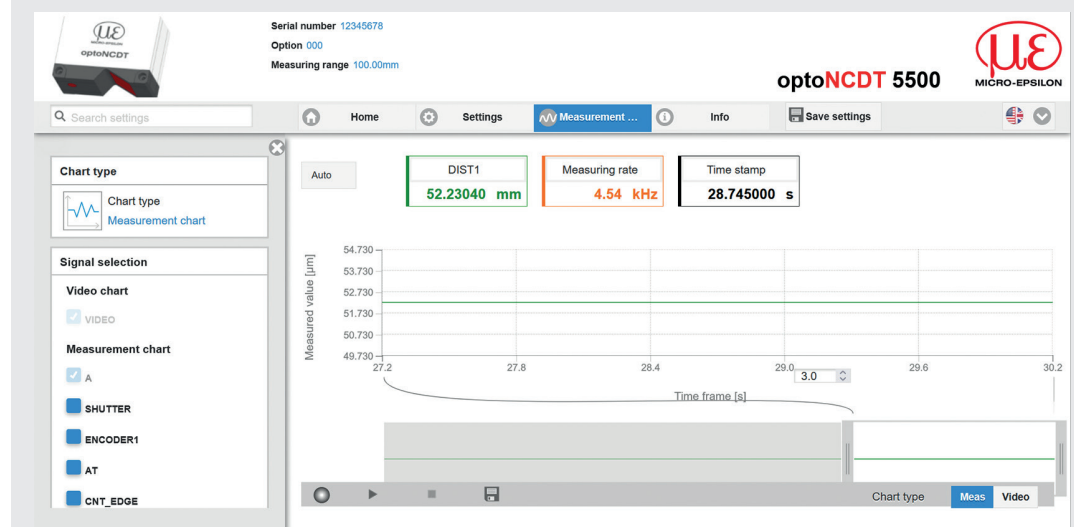 με
MICRO-EPSILON
optoNCDT
Serial number 12345678
Option 000
Measuring range 100.00mm
optoNCDT 5500
με
MICRO-EPSILON
Search settings
Home
Settings
Measurement ...
Info
Save settings
Chart type
Chart type
Measurement chart
Signal selection
Video chart
VIDEO
Measurement chart
A
SHUTTER
ENCODER1
AT
CNT_EDGE
Auto
DIST1
52.23040 mm
Measuring rate
4.54 kHz
Time stamp
28.745000 s
Measured value [µm]
54.730
53.730
52.730
51.730
50.730
49.730
27.2 27.8 28.4 29.0 29.6 30.2
3.0
Time frame [s]
Chart type Meas Video